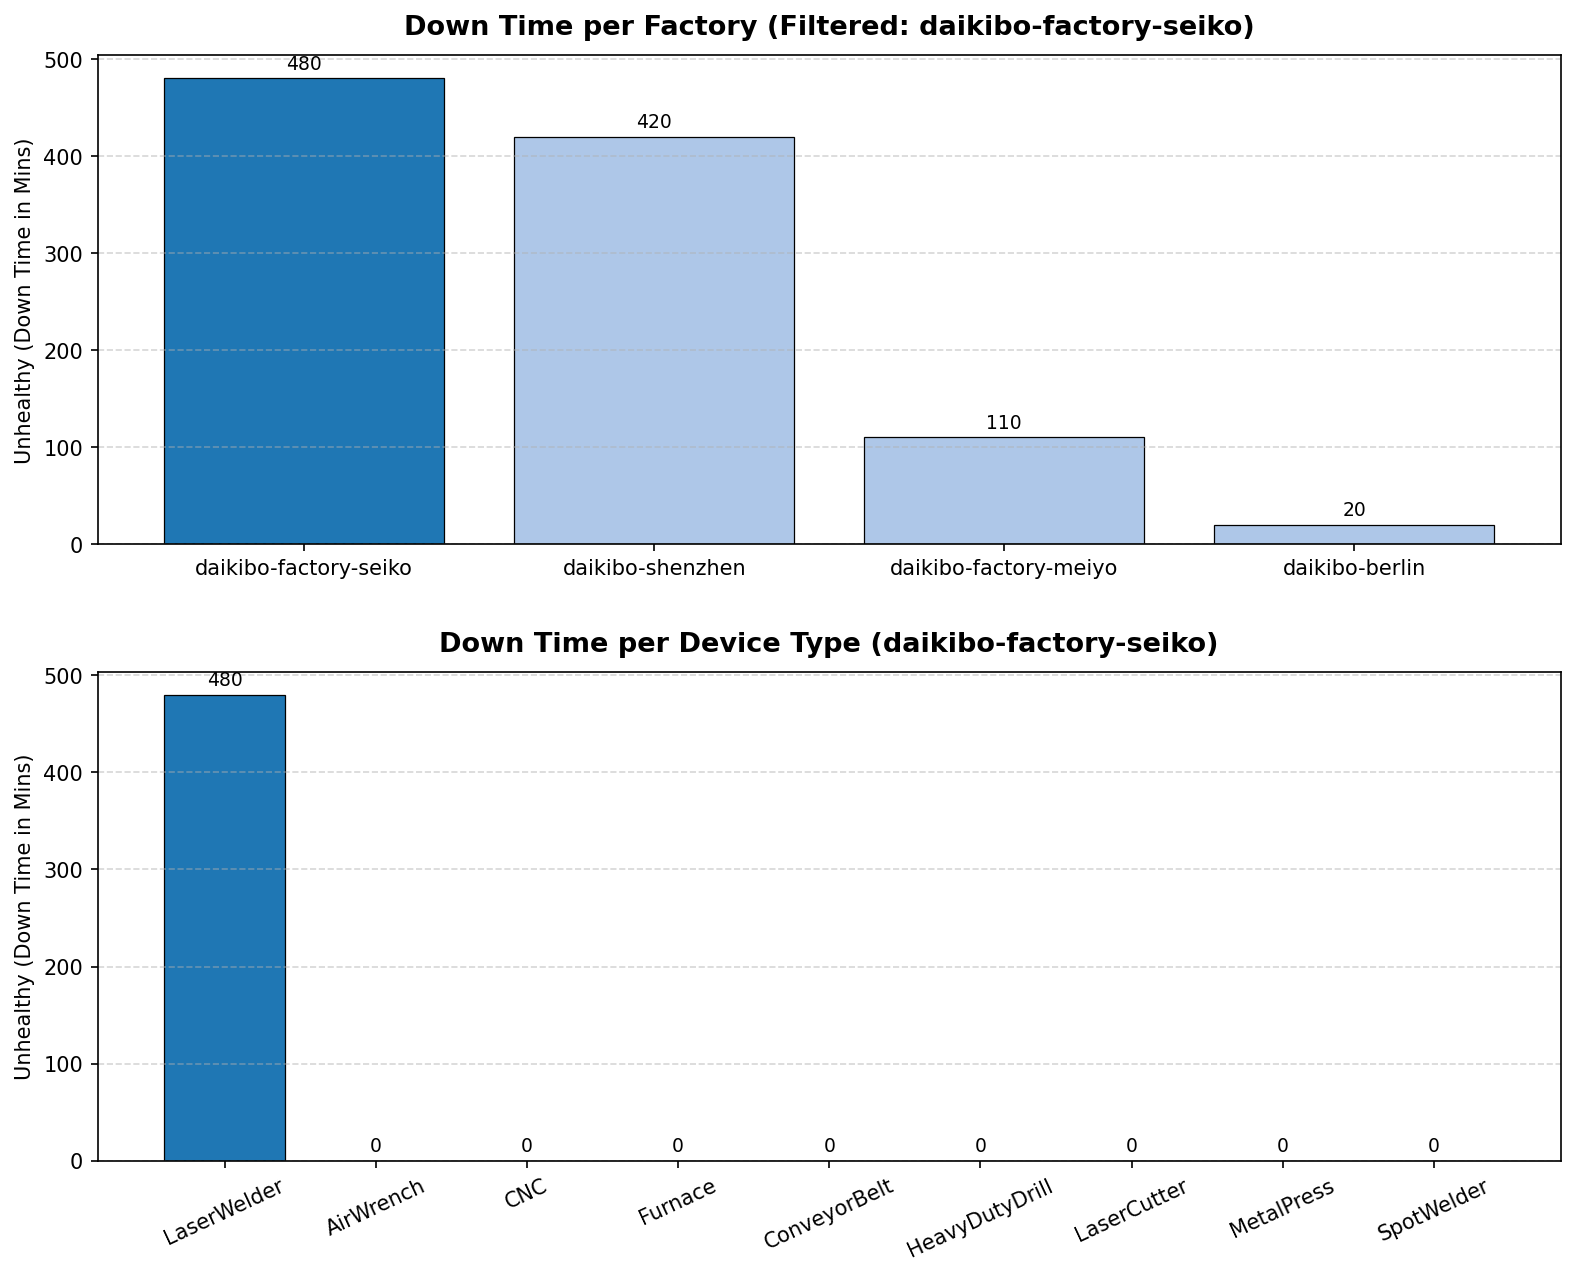 Down Time per Factory (Filtered: daikibo-factory-seiko)
Unhealthy (Down Time in Mins)
500
400
300
200
100
0
480
420
110
20
daikibo-factory-seiko
daikibo-shenzhen
daikibo-factory-meiyo
daikibo-berlin
Down Time per Device Type (daikibo-factory-seiko)
Unhealthy (Down Time in Mins)
500
400
300
200
100
0
480
0
0
0
0
0
0
0
0
LaserWelder
AirWrench
CNC
Furnace
ConveyorBelt
HeavyDutyDrill
LaserCutter
MetalPress
SpotWelder